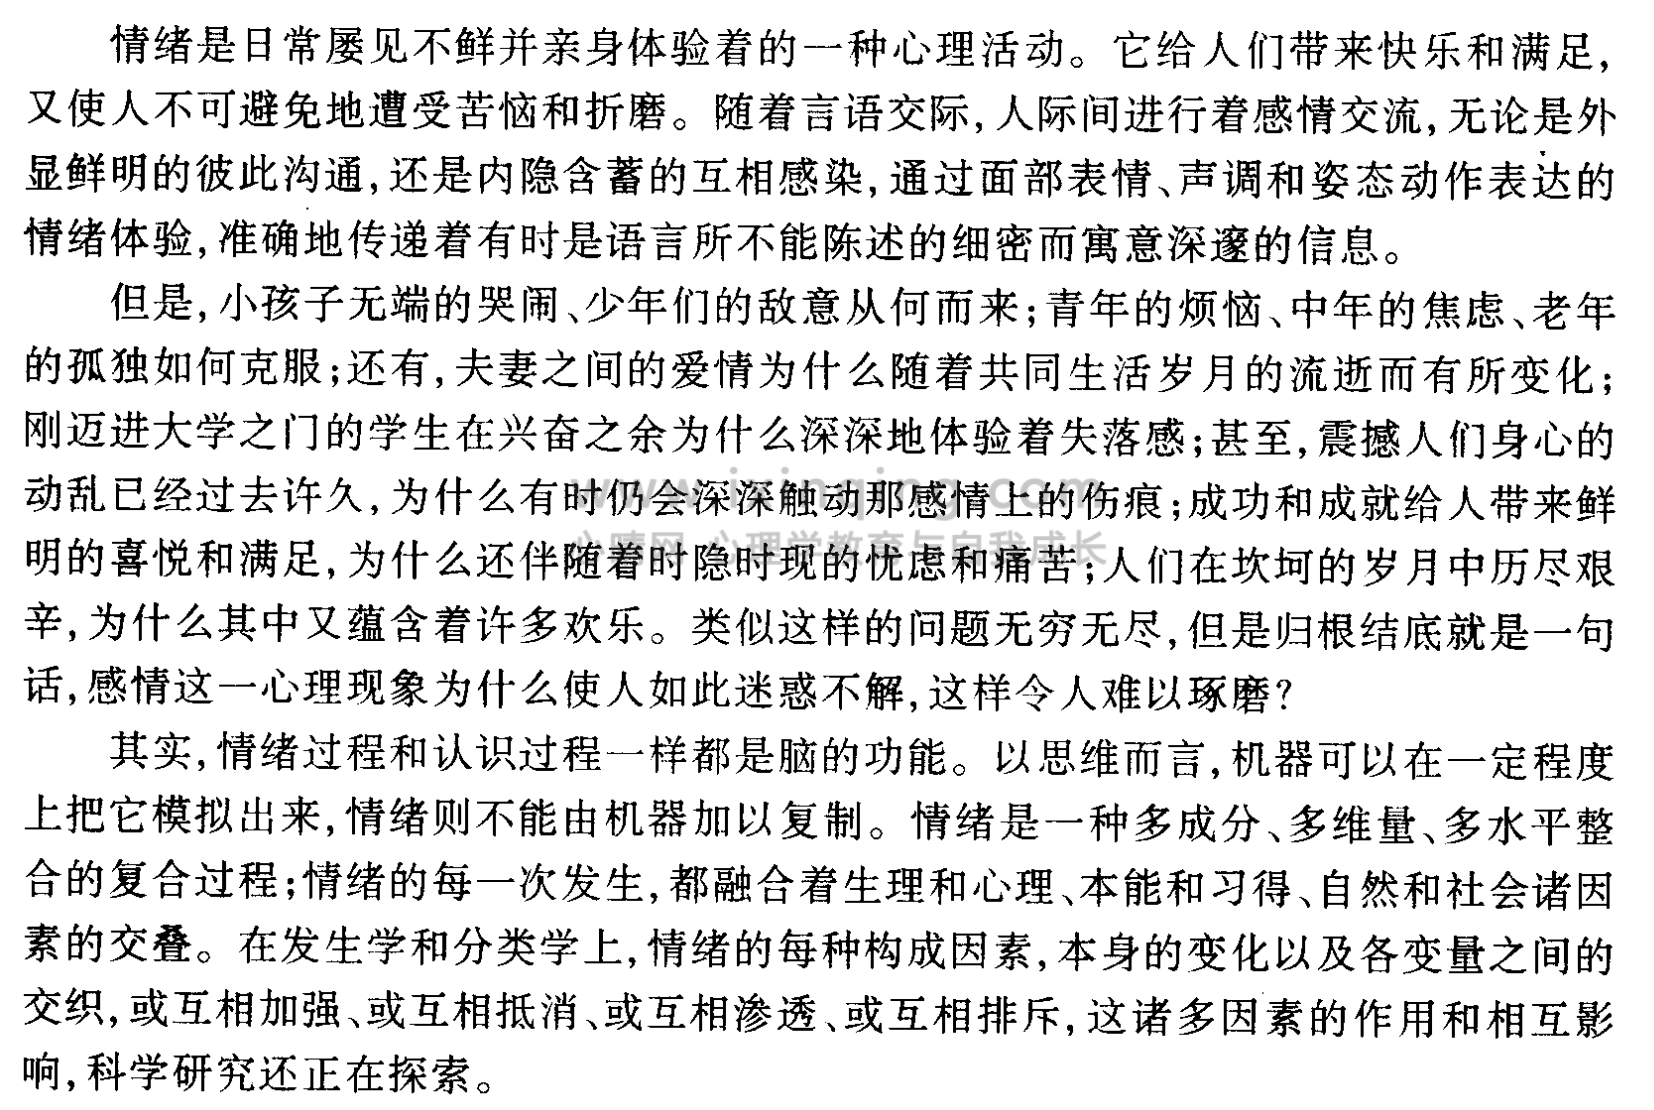 情绪是日常屡见不鲜并亲身体验着的一种心理活动。它给人们带来快乐和满足,
又使人不可避免地遭受苦恼和折磨。随着言语交际,人际间进行着感情交流,无论是外
显鲜明的彼此沟通,还是内隐含蓄的互相感染,通过面部表情、声调和姿态动作表达的
情绪体验,准确地传递着有时是语言所不能陈述的细密而寓意深邃的信息。
但是,小孩子无端的哭闹、少年们的敌意从何而来;青年的烦恼、中年的焦虑、老年
的孤独如何克服;还有,夫妻之间的爱情为什么随着共同生活岁月的流逝而有所变化;
刚迈进大学之门的学生在兴奋之余为什么深深地体验着失落感;甚至,震撼人们身心的
动乱已经过去许久,为什么有时仍会深深触动那感情上的伤痕;成功和成就给人带来鲜
www.ixinqing.com
明的喜悦和满足,为什么还伴随着时隐时现的忧虑和痛苦;人们在坎坷的岁月中历尽艰
心晴网 心理学教育与自我成长
辛,为什么其中又蕴含着许多欢乐。类似这样的问题无穷无尽,但是归根结底就是一句
话,感情这一心理现象为什么使人如此迷惑不解,这样令人难以琢磨?
其实,情绪过程和认识过程一样都是脑的功能。以思维而言,机器可以在一定程度
上把它模拟出来,情绪则不能由机器加以复制。情绪是一种多成分、多维量、多水平整
合的复合过程;情绪的每一次发生,都融合着生理和心理、本能和习得、自然和社会诸因
素的交叠。在发生学和分类学上,情绪的每种构成因素,本身的变化以及各变量之间的
交织,或互相加强、或互相抵消、或互相渗透、或互相排斥,这诸多因素的作用和相互影
响,科学研究还正在探索。